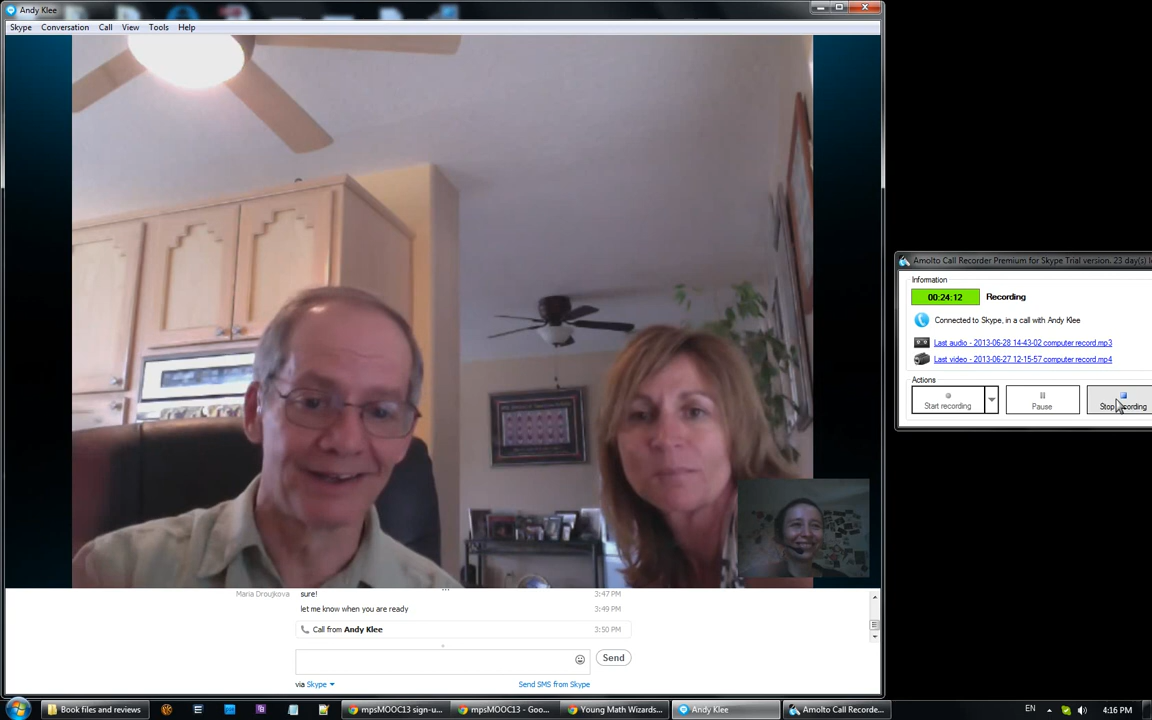 Andy Klee
Skype Conversation Call View Tools Help
Maria Droujkova sure! 3:47 PM
let me know when you are ready 3:49 PM
Call from Andy Klee 3:50 PM
Send
via Skype Send SMS from Skype
Amolto Call Recorder Premium for Skype Trial version. 23 day(s)
Information
00:24:12 Recording
Connected to Skype, in a call with Andy Klee
Last audio - 2013-06-28 14-43-02 computer record.mp3
Last video - 2013-06-27 12-15-57 computer record.mp4
Actions
Start recording Pause Stop recording
Book files and reviews mpsMOOC13 sign-u... mpsMOOC13 - Goo... Young Math Wizards... Andy Klee Amolto Call Recorde... EN 4:16 PM